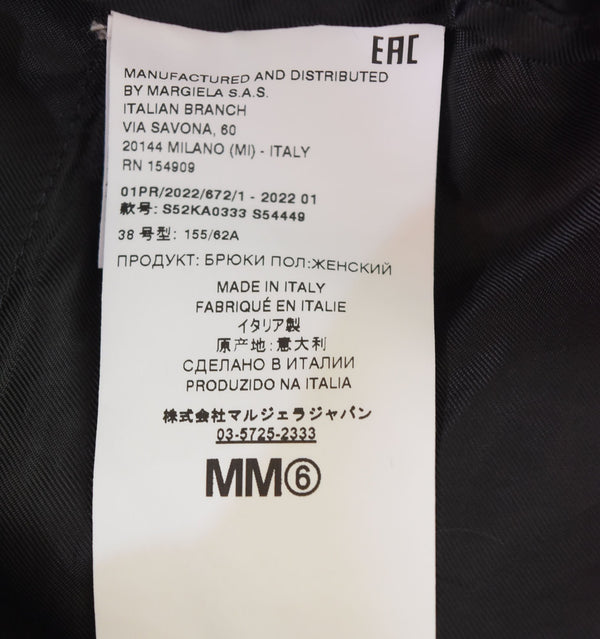 EAC
MANUFACTURED AND DISTRIBUTED
BY MARGIELA S.A.S.
ITALIAN BRANCH
VIA SAVONA, 60
20144 MILANO (MI) - ITALY
RN 154909
01PR/2022/672/1 - 2022 01
款号: S52KA0333 S54449
38 号型: 155/62A
ПРОДУКТ: БРЮКИ ПОЛ:ЖЕНСКИЙ
MADE IN ITALY
FABRIQUÉ EN ITALIE
イタリア製
原产地:意大利
СДЕЛАНО В ИТАЛИИ
PRODUZIDO NA ITALIA
株式会社マルジェラジャパン
03-5725-2333
MM⑥